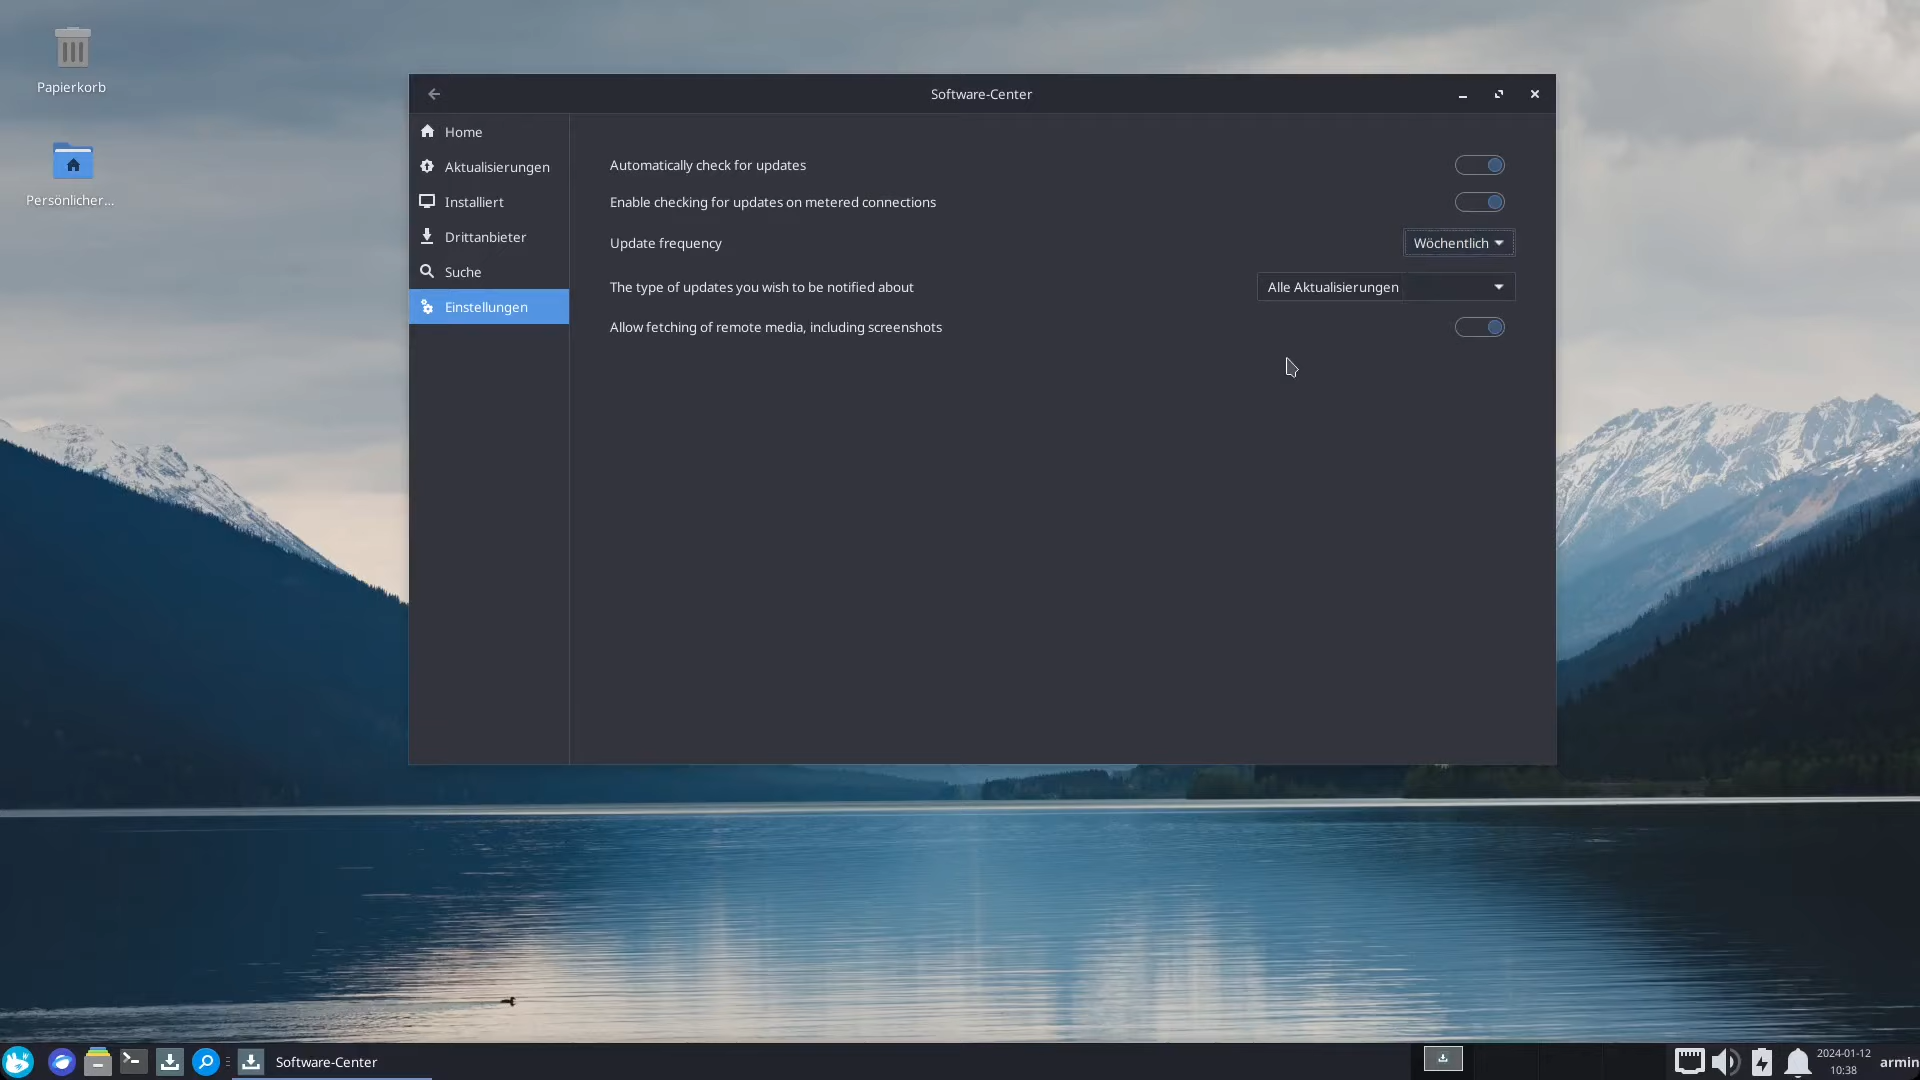 Papierkorb
Persönlicher...
Software-Center
Home
Aktualisierungen
Installiert
Drittanbieter
Suche
Einstellungen
Automatically check for updates
Enable checking for updates on metered connections
Update frequency
Wöchentlich
The type of updates you wish to be notified about
Alle Aktualisierungen
Allow fetching of remote media, including screenshots
Software-Center
2024-01-12
10:38
armin